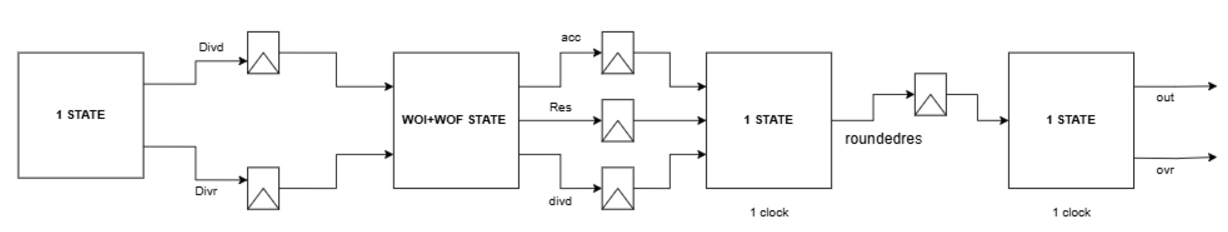 Divd
1 STATE
Divr
WOI+WOF STATE
acc
Res
divd
1 STATE
1 clock
roundedres
1 STATE
1 clock
out
ovr